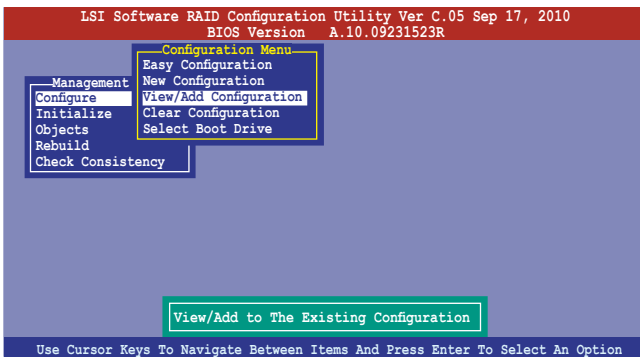 LSI Software RAID Configuration Utility Ver C.05 Sep 17, 2010
BIOS Version A.10.09231523R
Configuration Menu
Easy Configuration
New Configuration
View/Add Configuration
Clear Configuration
Select Boot Drive
Management
Configure
Initialize
Objects
Rebuild
Check Consistency
View/Add to The Existing Configuration
Use Cursor Keys To Navigate Between Items And Press Enter To Select An Option